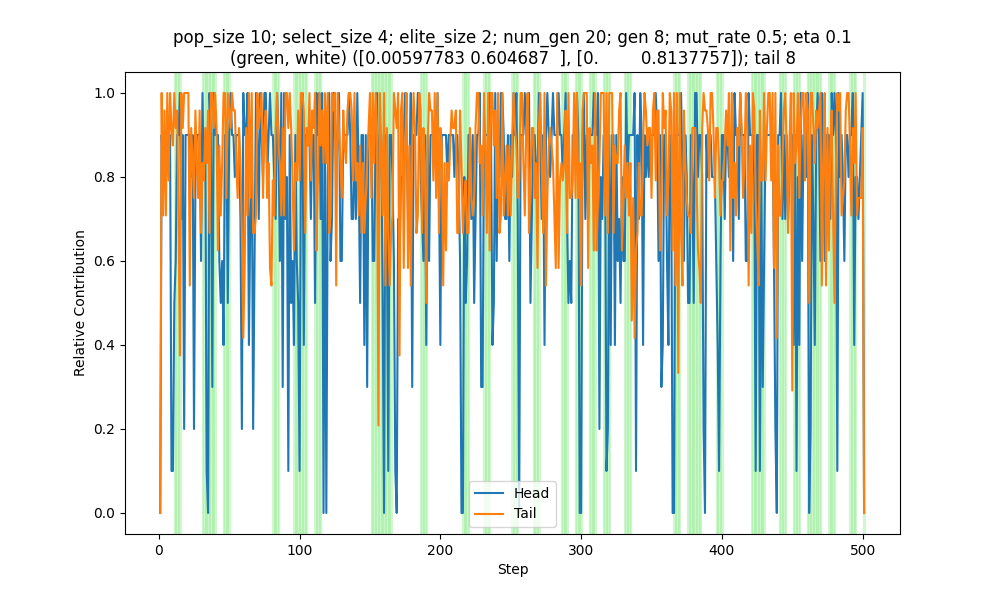 pop_size 10; select_size 4; elite_size 2; num_gen 20; gen 8; mut_rate 0.5; eta 0.1
(green, white) ([0.00597783 0.604687  ], [0.        0.8137757]); tail 8
1.0
0.8
0.6
0.4
0.2
0.0
Relative Contribution
Head
Tail
0
100
200
300
400
500
Step